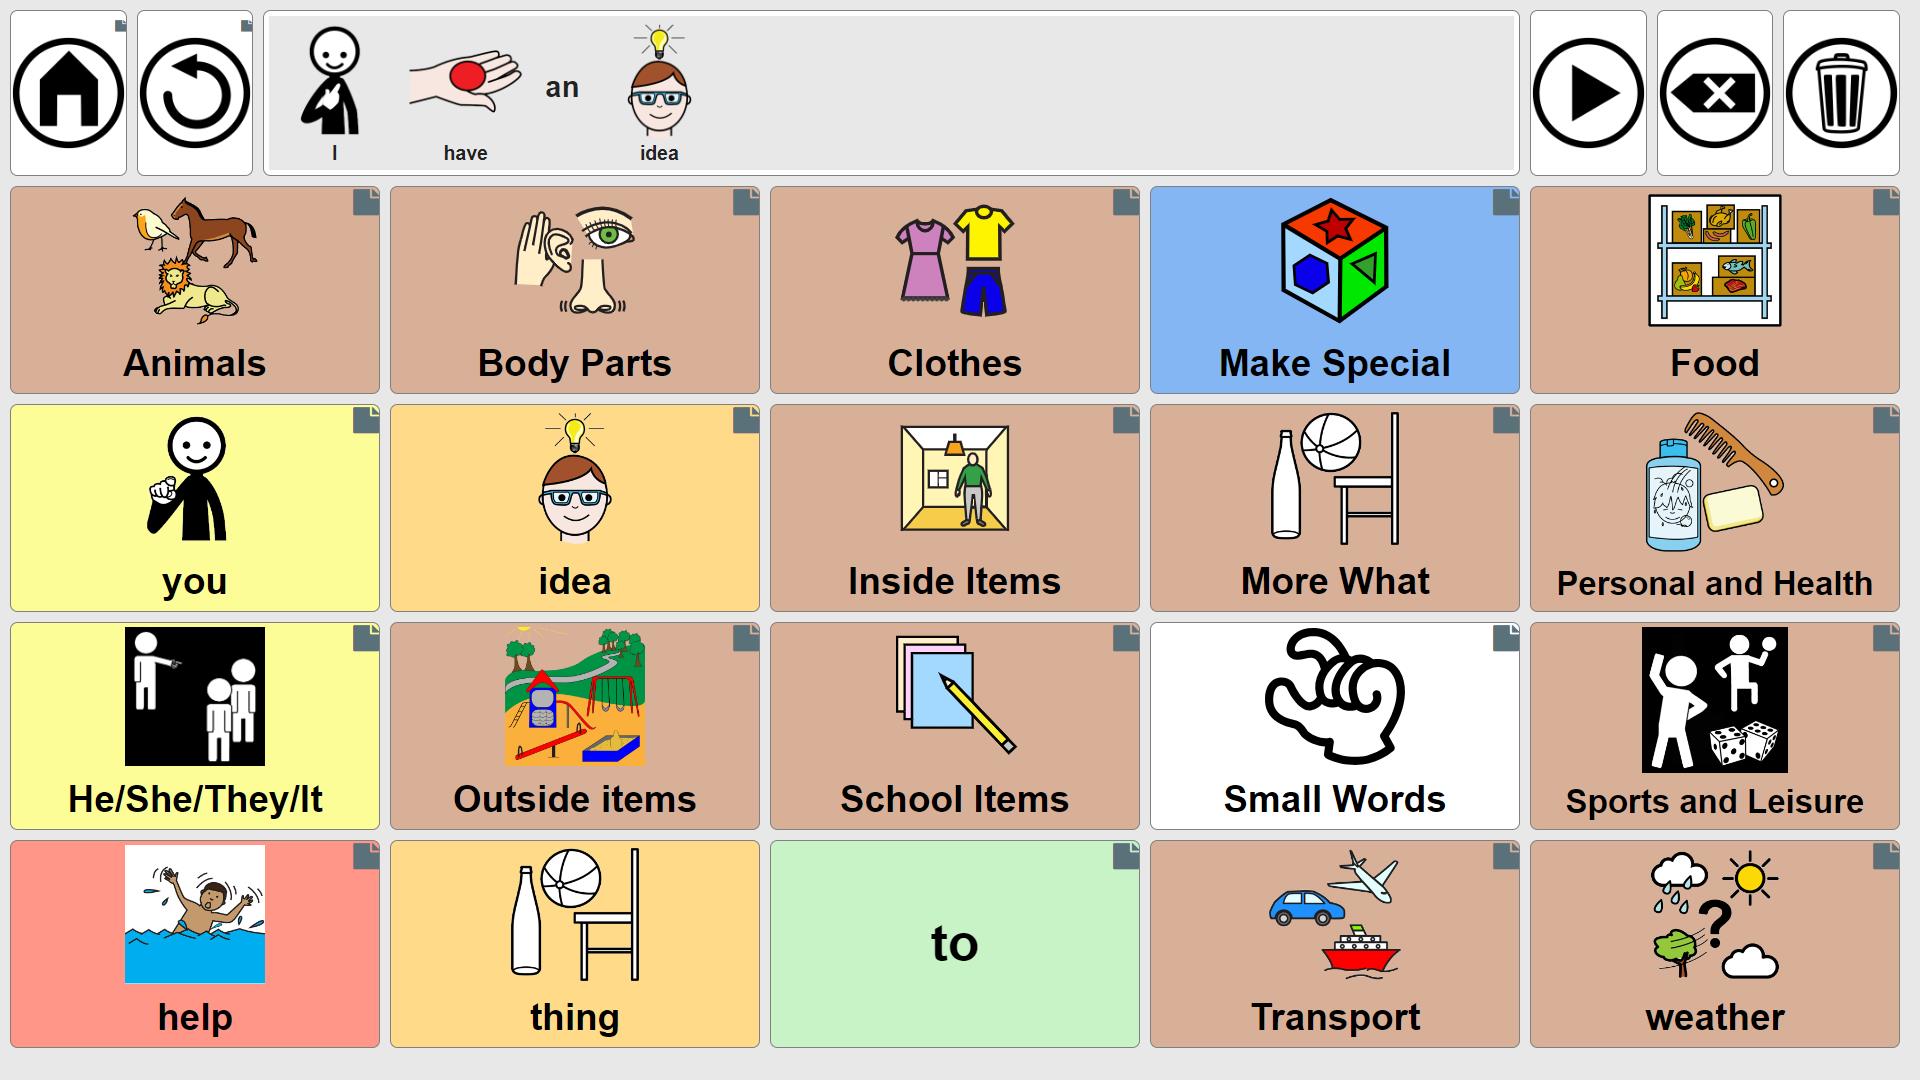 an
I have idea
Animals
Body Parts
Clothes
Make Special
Food
you
idea
Inside Items
More What
Personal and Health
He/She/They/It
Outside items
School Items
Small Words
Sports and Leisure
help
thing
to
Transport
weather